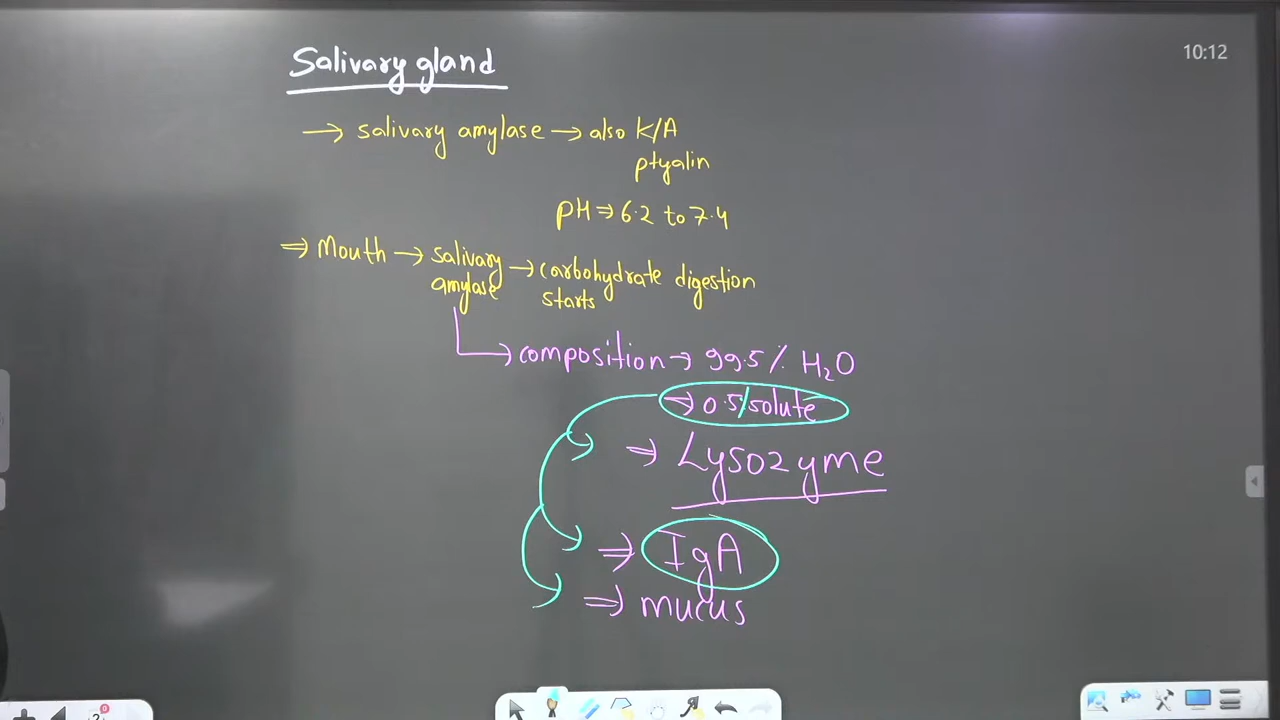 10:12
Salivary gland
→ salivary amylase → also K/A
ptyalin
pH ⇒ 6.2 to 7.4
⇒ Mouth → salivary amylase → carbohydrate digestion starts
→ composition → 99.5% H₂O
→ 0.5% solute
⇒ Lysozyme
⇒ IgA
⇒ mucus